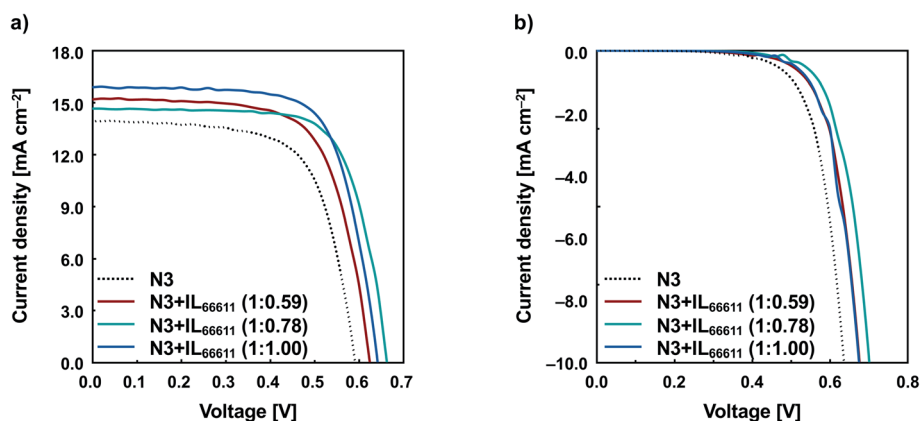 a)
18.0
15.0
12.0
9.0
6.0
3.0
0.0
Current density [mA cm⁻²]
N3
N3+IL₆₆₆₁₁ (1:0.59)
N3+IL₆₆₆₁₁ (1:0.78)
N3+IL₆₆₆₁₁ (1:1.00)
0.0 0.1 0.2 0.3 0.4 0.5 0.6 0.7
Voltage [V]
b)
0.0
–2.0
–4.0
–6.0
–8.0
–10.0
Current density [mA cm⁻²]
N3
N3+IL₆₆₆₁₁ (1:0.59)
N3+IL₆₆₆₁₁ (1:0.78)
N3+IL₆₆₆₁₁ (1:1.00)
0.0 0.2 0.4 0.6 0.8
Voltage [V]